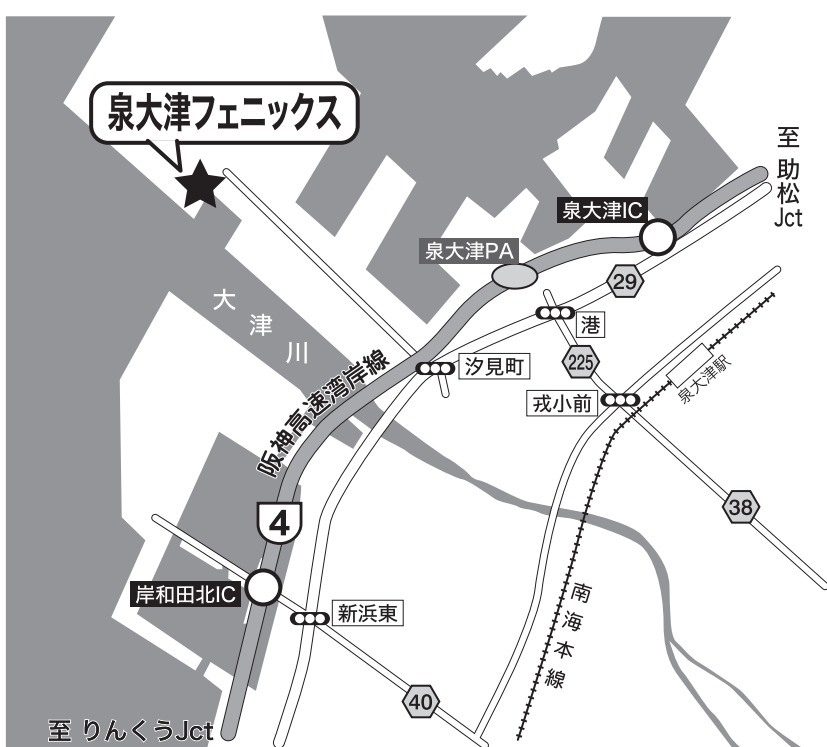 泉大津フェニックス
至 助松Jct
泉大津IC
泉大津PA
29
大津川
港
汐見町
225
阪神高速湾岸線
戎小前
泉大津駅
38
4
岸和田北IC
新浜東
南海本線
40
至 りんくうJct